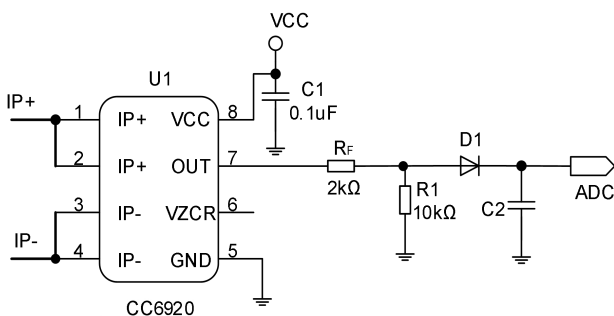 VCC
U1
C1
0.1uF
IP+
1 IP+ VCC 8
2 IP+ OUT 7
RF
2kΩ
D1
R1
10kΩ
C2
ADC
3 IP- VZCR 6
IP-
4 IP- GND 5
CC6920